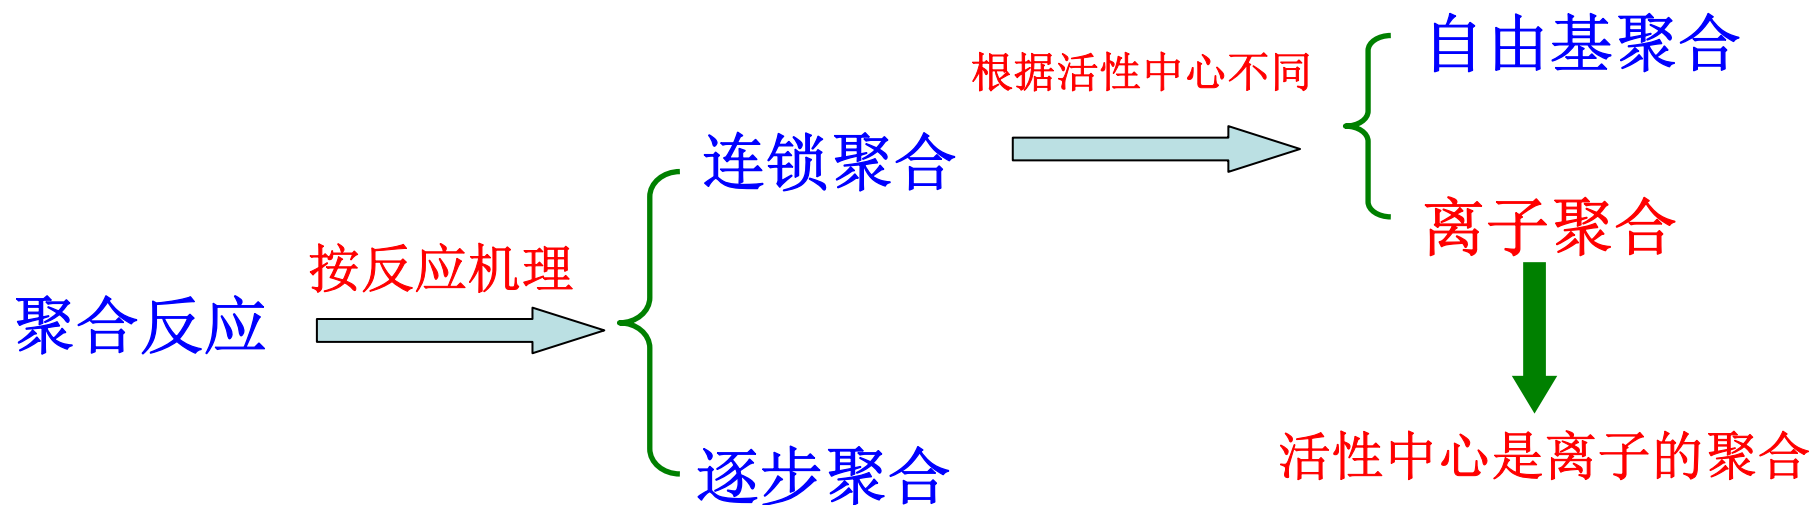 聚合反应
按反应机理
连锁聚合
逐步聚合
根据活性中心不同
自由基聚合
离子聚合
活性中心是离子的聚合